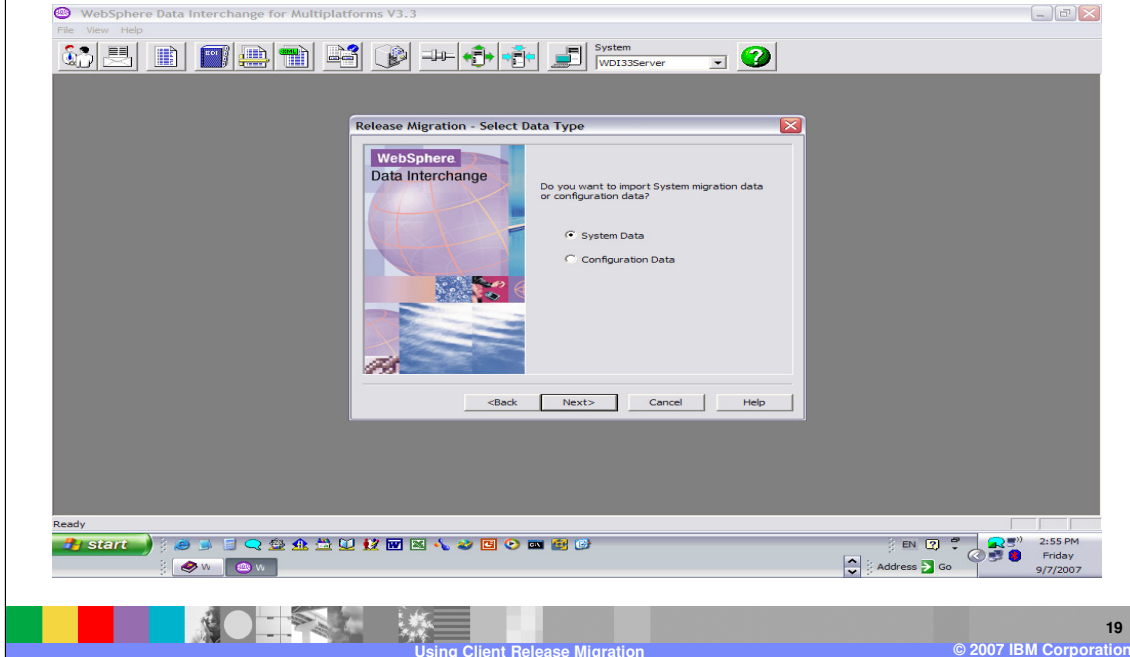 WebSphere Data Interchange for Multiplatforms V3.3
File View Help
EDI
System
WDI33Server
Release Migration - Select Data Type
WebSphere
Data Interchange
Do you want to import System migration data
or configuration data?
System Data
Configuration Data
<Back Next> Cancel Help
Ready
start
EN
2:55 PM
W W
Address Go
Friday
9/7/2007
19
Using Client Release Migration
© 2007 IBM Corporation